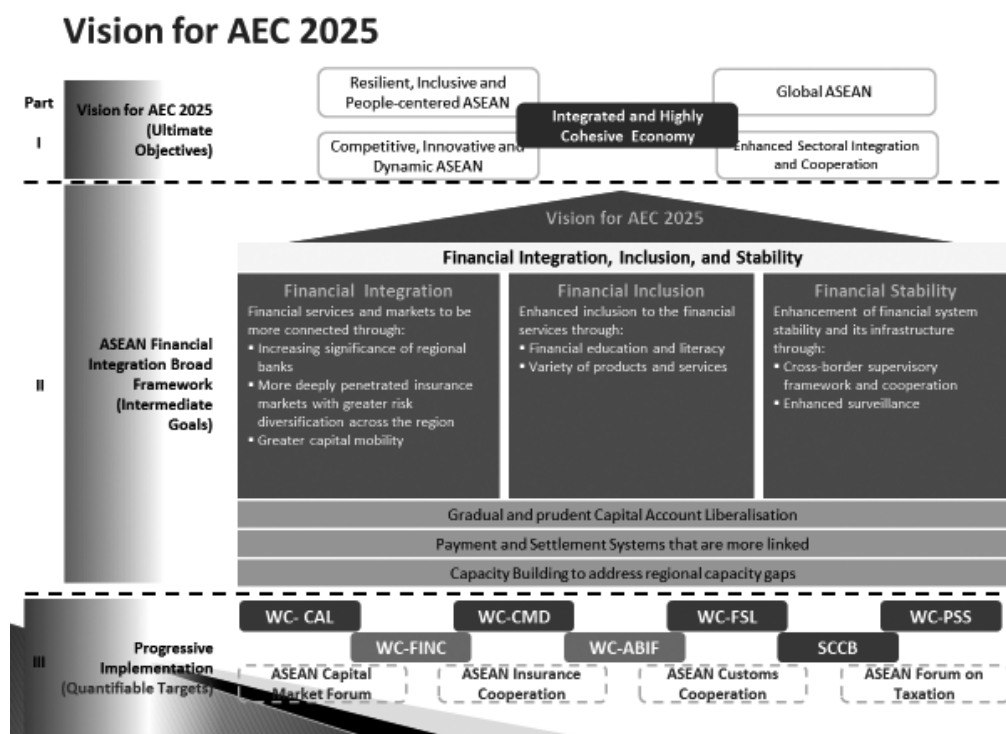 Vision for AEC 2025
Part
I
Vision for AEC 2025
(Ultimate
Objectives)
Resilient, Inclusive and
People-centered ASEAN
Competitive, Innovative and
Dynamic ASEAN
Integrated and Highly
Cohesive Economy
Global ASEAN
Enhanced Sectoral Integration
and Cooperation
II
ASEAN Financial
Integration Broad
Framework
(Intermediate
Goals)
Vision for AEC 2025
Financial Integration, Inclusion, and Stability
Financial Integration
Financial services and markets to be
more connected through:
▪ Increasing significance of regional
banks
▪ More deeply penetrated insurance
markets with greater risk
diversification across the region
▪ Greater capital mobility
Financial Inclusion
Enhanced inclusion to the financial
services through:
▪ Financial education and literacy
▪ Variety of products and services
Financial Stability
Enhancement of financial system
stability and its infrastructure
through:
▪ Cross-border supervisory
framework and cooperation
▪ Enhanced surveillance
Gradual and prudent Capital Account Liberalisation
Payment and Settlement Systems that are more linked
Capacity Building to address regional capacity gaps
III
Progressive
Implementation
(Quantifiable Targets)
WC- CAL
WC-CMD
WC-FSL
WC-PSS
WC-FINC
WC-ABIF
SCCB
ASEAN Capital
Market Forum
ASEAN Insurance
Cooperation
ASEAN Customs
Cooperation
ASEAN Forum on
Taxation